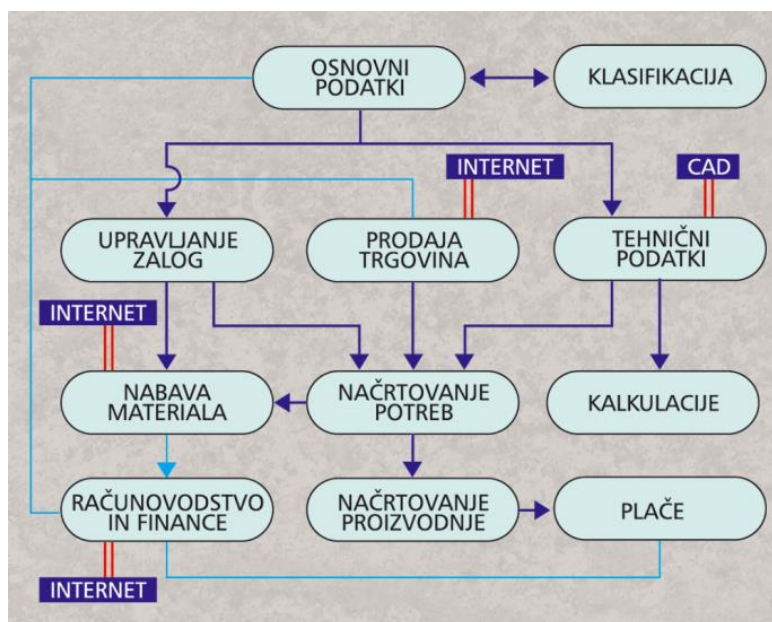 OSNOVNI
PODATKI
KLASIFIKACIJA
INTERNET
CAD
UPRAVLJANJE
ZALOG
PRODAJA
TRGOVINA
TEHNIČNI
PODATKI
INTERNET
NABAVA
MATERIALA
NAČRTOVANJE
POTREB
KALKULACIJE
RAČUNOVODSTVO
IN FINANCE
NAČRTOVANJE
PROIZVODNJE
PLAČE
INTERNET